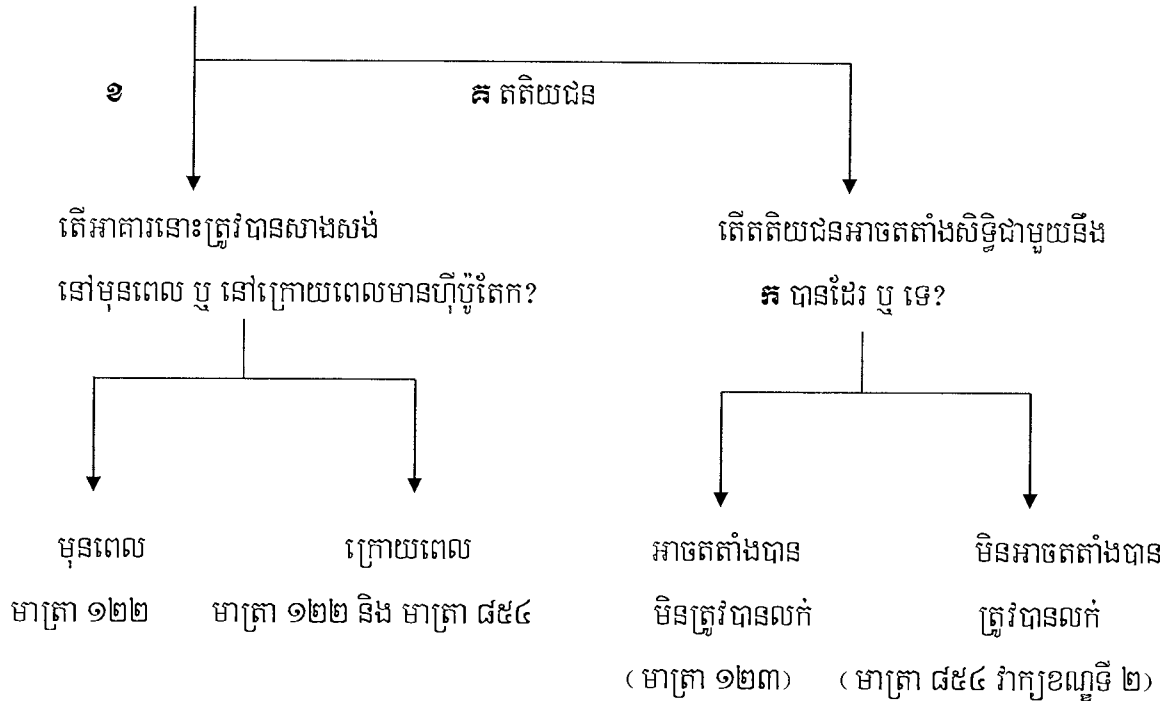 ខ
គ តតិយជន
តើអាគារនោះត្រូវបានសាងសង់
នៅមុនពេល ឬ នៅក្រោយពេលមានហ៊ីប៉ូតែក?
តើតតិយជនអាចតតាំងសិទ្ធិជាមួយនឹង
ក បានដែរ ឬ ទេ?
មុនពេល
មាត្រា ១២២
ក្រោយពេល
មាត្រា ១២២ និង មាត្រា ៨៥៤
អាចតតាំងបាន
មិនត្រូវបានលក់
( មាត្រា ១២៣)
មិនអាចតតាំងបាន
ត្រូវបានលក់
( មាត្រា ៨៥៤ វាក្យខណ្ឌទី ២)